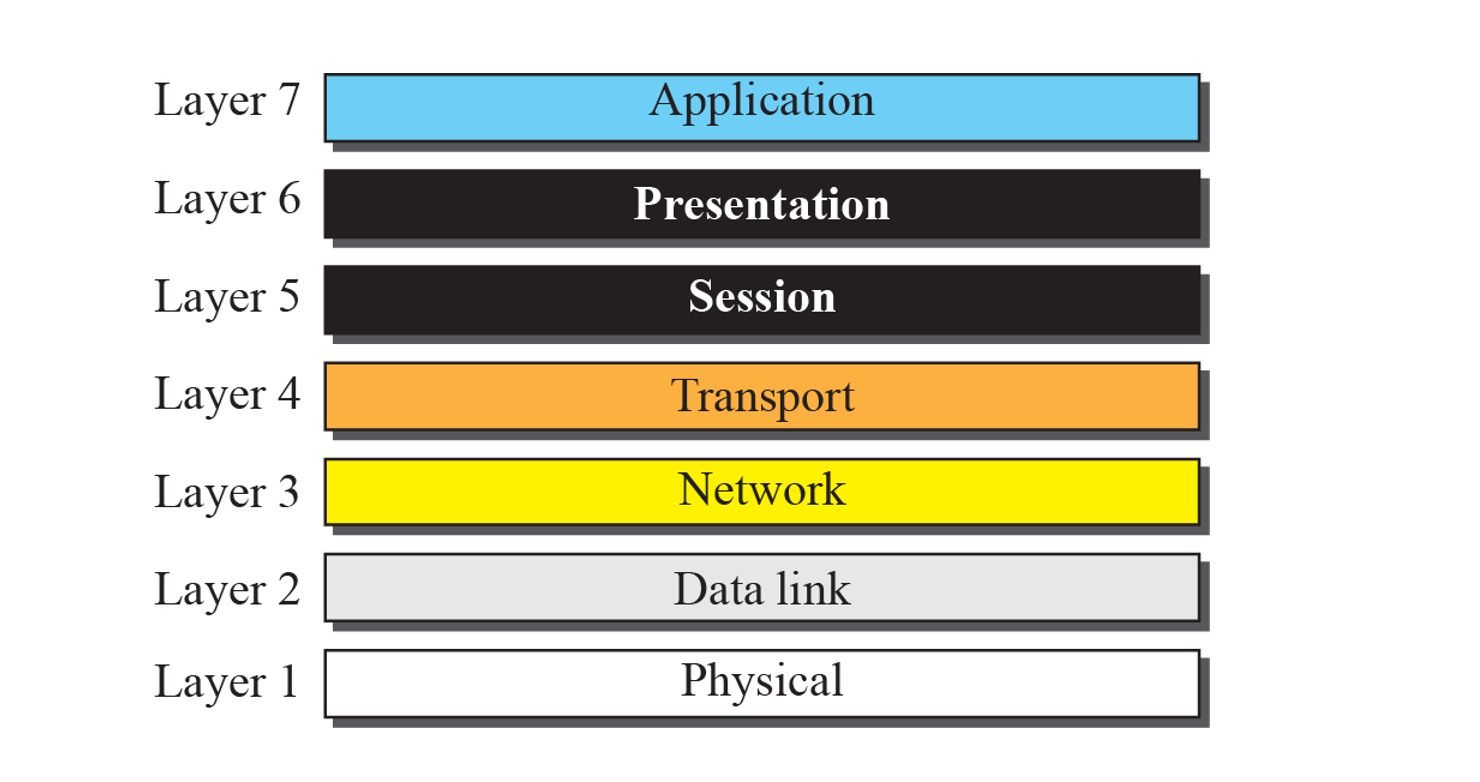 Layer 7 Application
Layer 6 Presentation
Layer 5 Session
Layer 4 Transport
Layer 3 Network
Layer 2 Data link
Layer 1 Physical